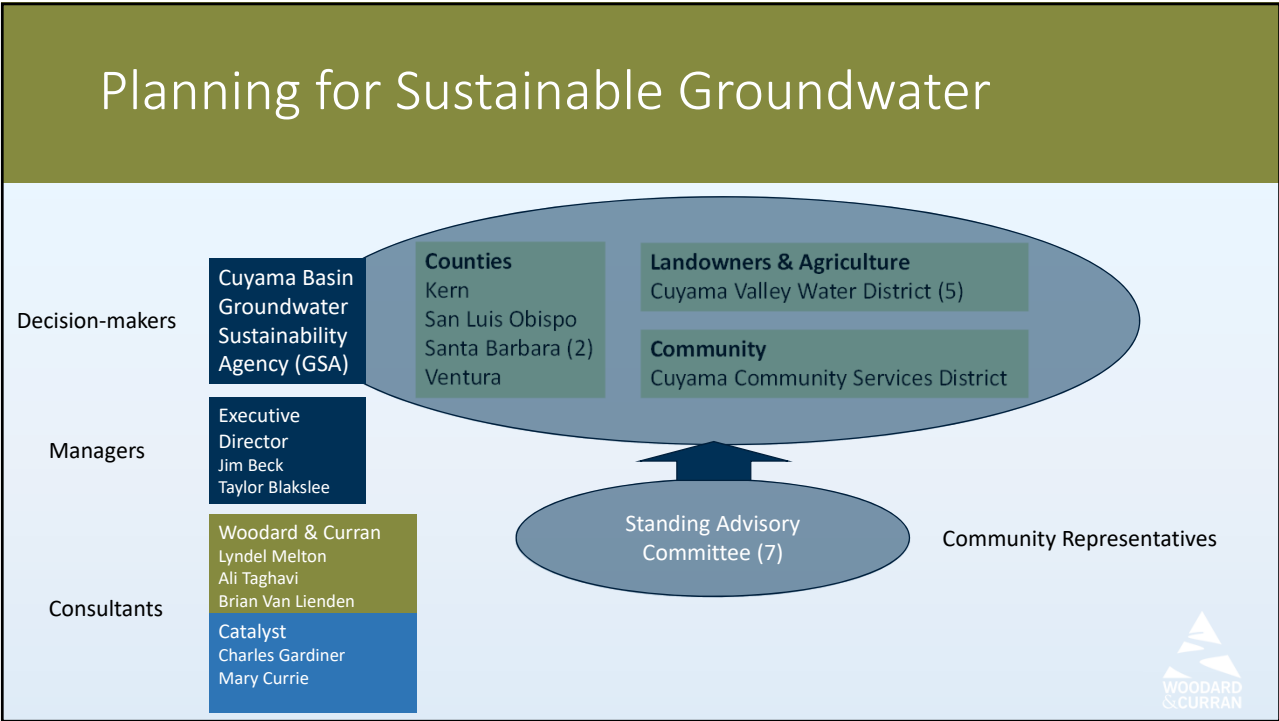 Planning for Sustainable Groundwater
Decision-makers
Cuyama Basin
Groundwater
Sustainability
Agency (GSA)
Counties
Kern
San Luis Obispo
Santa Barbara (2)
Ventura
Landowners & Agriculture
Cuyama Valley Water District (5)
Community
Cuyama Community Services District
Managers
Executive
Director
Jim Beck
Taylor Blakslee
Standing Advisory
Committee (7)
Community Representatives
Consultants
Woodard & Curran
Lyndel Melton
Ali Taghavi
Brian Van Lienden
Catalyst
Charles Gardiner
Mary Currie
WOODARD
&CURRAN